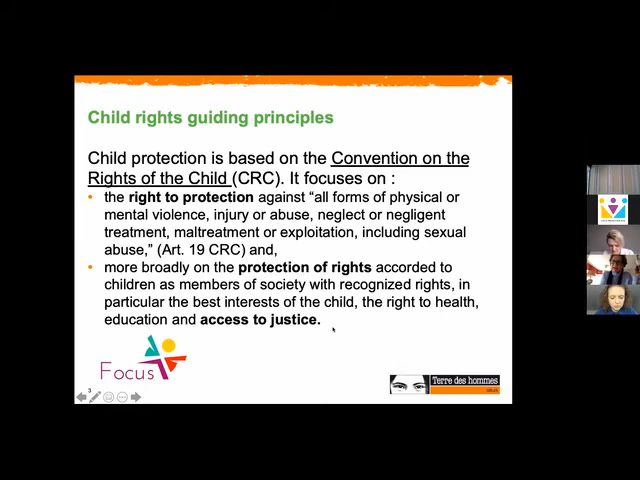 Child rights guiding principles
Child protection is based on the Convention on the
Rights of the Child (CRC). It focuses on :
• the right to protection against “all forms of physical or
mental violence, injury or abuse, neglect or negligent
treatment, maltreatment or exploitation, including sexual
abuse,” (Art. 19 CRC) and,
• more broadly on the protection of rights accorded to
children as members of society with recognized rights, in
particular the best interests of the child, the right to health,
education and access to justice.
Focus
Terre des hommes
3